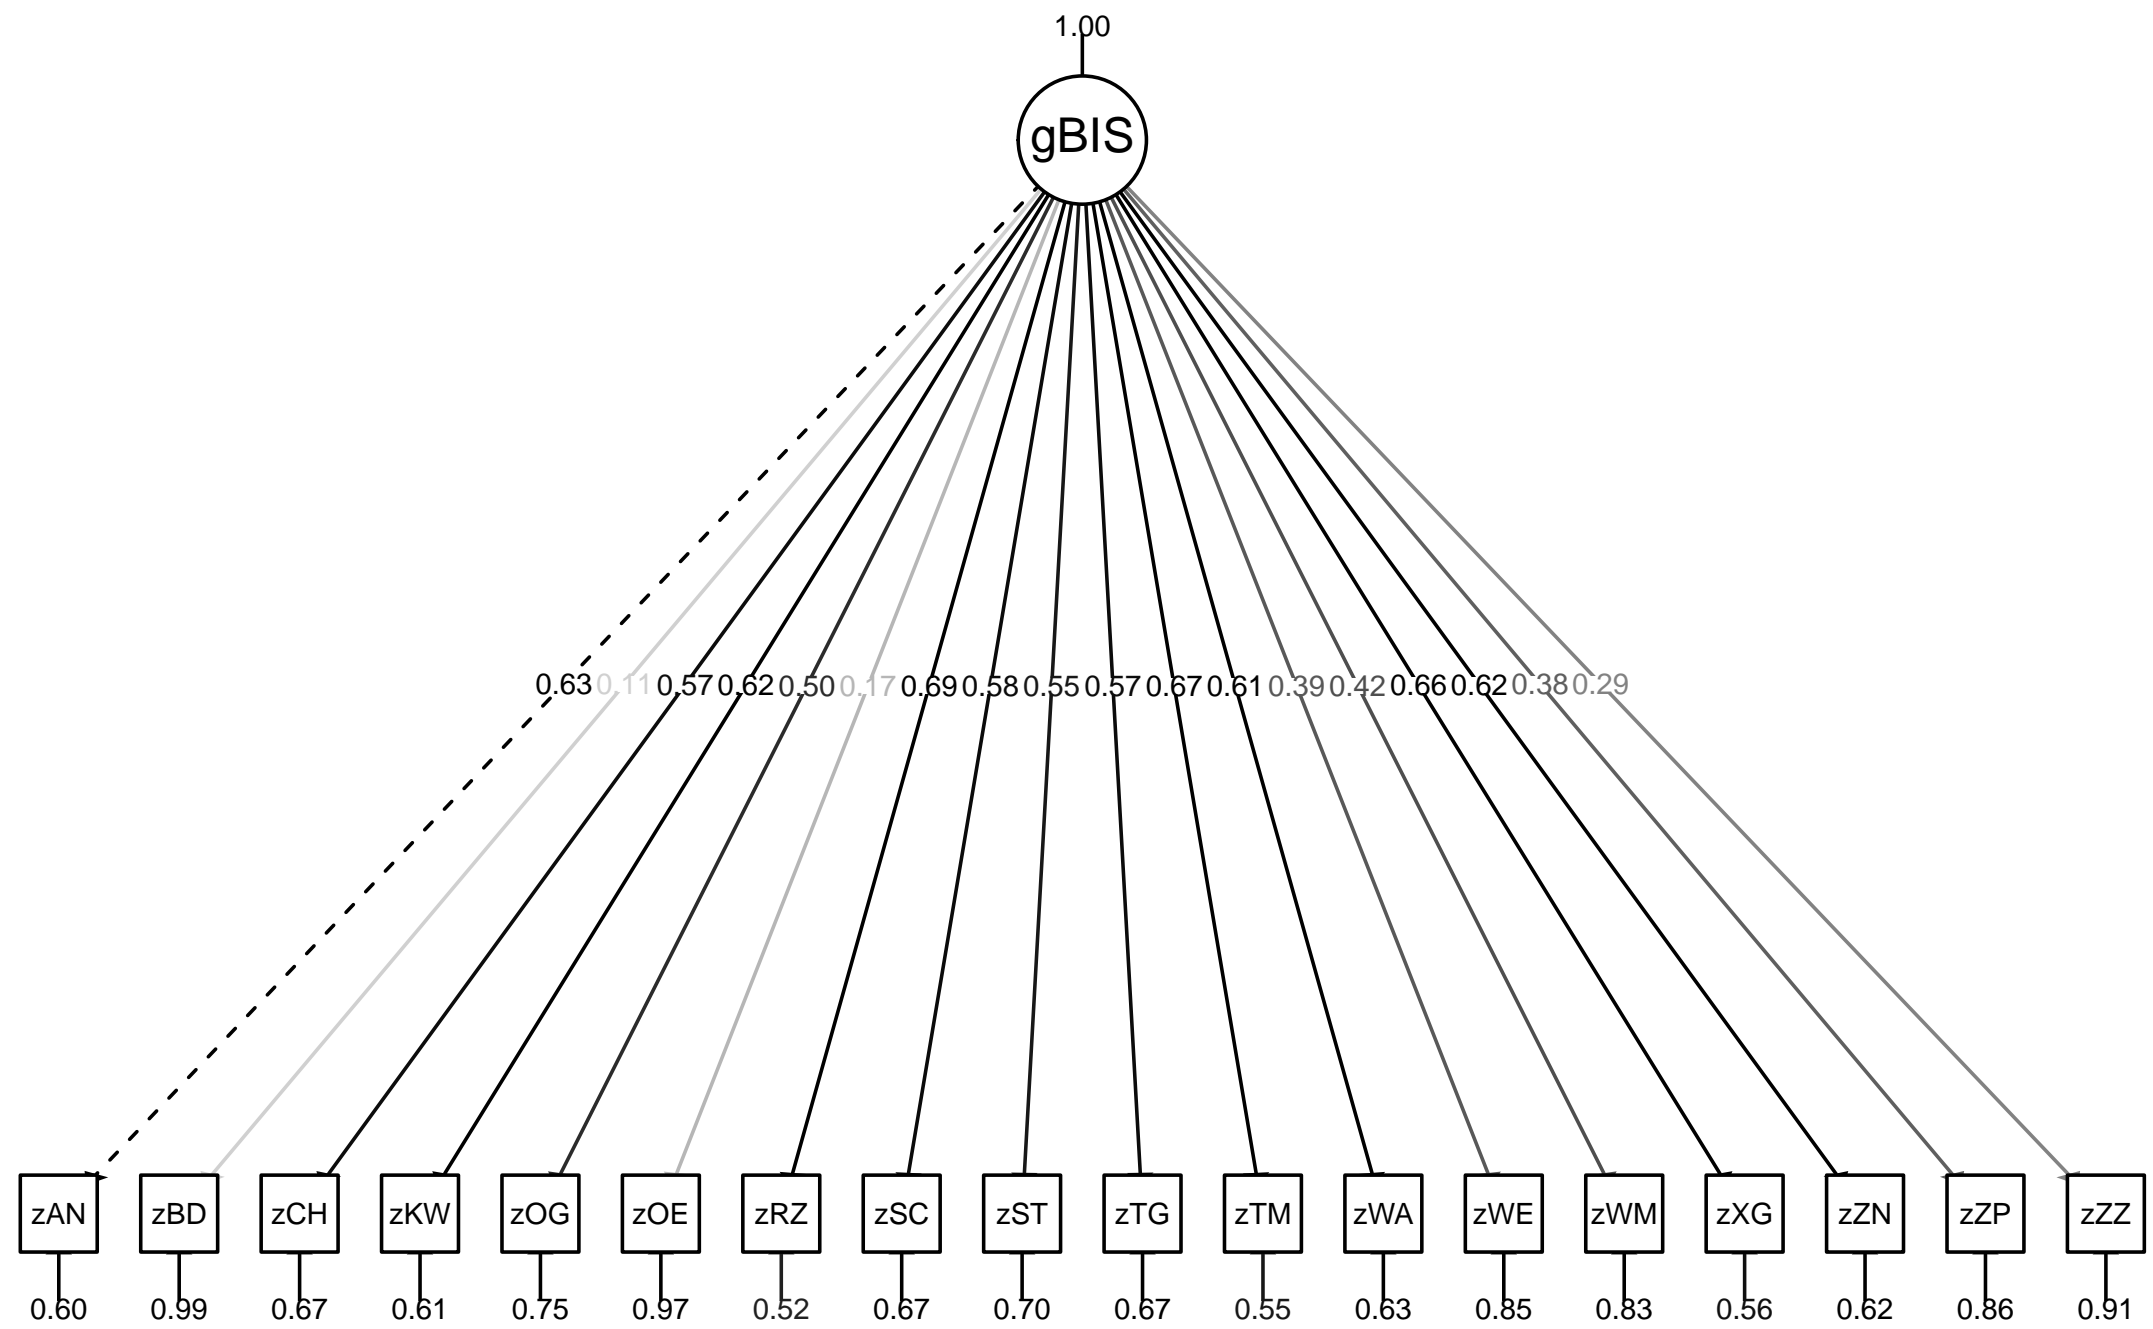 1.00
gBIS
0.63 0.11 0.57 0.62 0.50 0.17 0.69 0.58 0.55 0.57 0.67 0.61 0.39 0.42 0.66 0.62 0.38 0.29
zAN zBD zCH zKW zOG zOE zRZ zSC zST zTG zTM zWA zWE zWM zXG zZN zZP zZZ
0.60 0.99 0.67 0.61 0.75 0.97 0.52 0.67 0.70 0.67 0.55 0.63 0.85 0.83 0.56 0.62 0.86 0.91